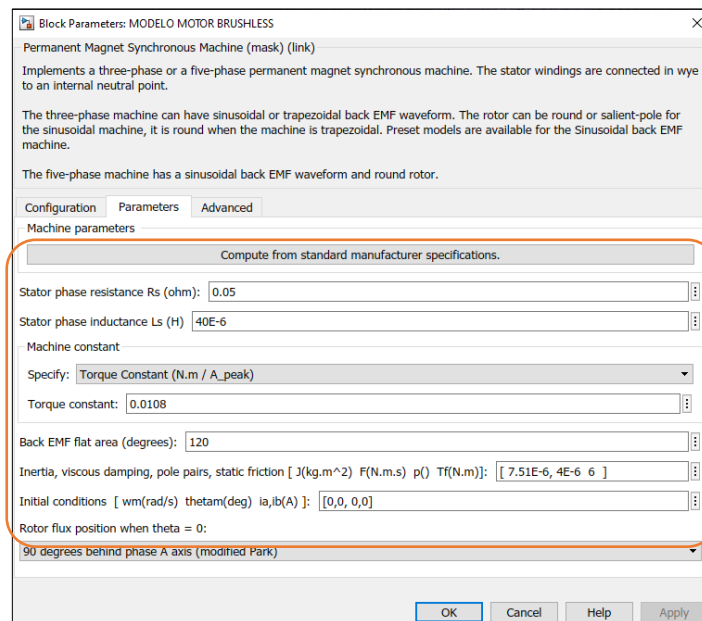 Block Parameters: MODELO MOTOR BRUSHLESS
Permanent Magnet Synchronous Machine (mask) (link)
Implements a three-phase or a five-phase permanent magnet synchronous machine. The stator windings are connected in wye
to an internal neutral point.
The three-phase machine can have sinusoidal or trapezoidal back EMF waveform. The rotor can be round or salient-pole for
the sinusoidal machine, it is round when the machine is trapezoidal. Preset models are available for the Sinusoidal back EMF
machine.
The five-phase machine has a sinusoidal back EMF waveform and round rotor.
Configuration Parameters Advanced
Machine parameters
Compute from standard manufacturer specifications.
Stator phase resistance Rs (ohm): 0.05
Stator phase inductance Ls (H) 40E-6
Machine constant
Specify: Torque Constant (N.m / A_peak)
Torque constant: 0.0108
Back EMF flat area (degrees): 120
Inertia, viscous damping, pole pairs, static friction [ J(kg.m^2) F(N.m.s) p() Tf(N.m)]: [ 7.51E-6, 4E-6 6 ]
Initial conditions [ wm(rad/s) thetam(deg) ia,ib(A) ]: [0,0, 0,0]
Rotor flux position when theta = 0:
90 degrees behind phase A axis (modified Park)
OK Cancel Help Apply